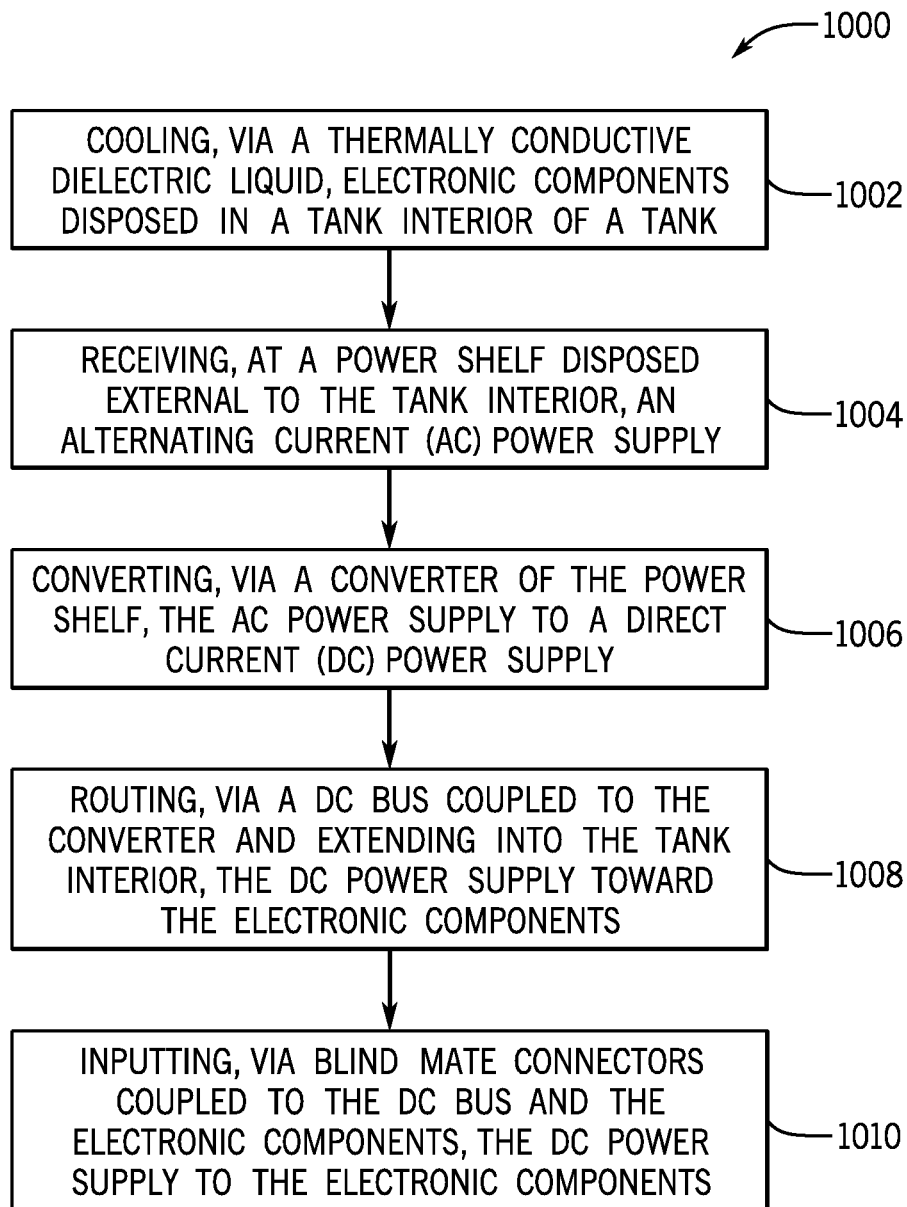 1000
COOLING, VIA A THERMALLY CONDUCTIVE
DIELECTRIC LIQUID, ELECTRONIC COMPONENTS
DISPOSED IN A TANK INTERIOR OF A TANK
1002
RECEIVING, AT A POWER SHELF DISPOSED
EXTERNAL TO THE TANK INTERIOR, AN
ALTERNATING CURRENT (AC) POWER SUPPLY
1004
CONVERTING, VIA A CONVERTER OF THE POWER
SHELF, THE AC POWER SUPPLY TO A DIRECT
CURRENT (DC) POWER SUPPLY
1006
ROUTING, VIA A DC BUS COUPLED TO THE
CONVERTER AND EXTENDING INTO THE TANK
INTERIOR, THE DC POWER SUPPLY TOWARD
THE ELECTRONIC COMPONENTS
1008
INPUTTING, VIA BLIND MATE CONNECTORS
COUPLED TO THE DC BUS AND THE
ELECTRONIC COMPONENTS, THE DC POWER
SUPPLY TO THE ELECTRONIC COMPONENTS
1010